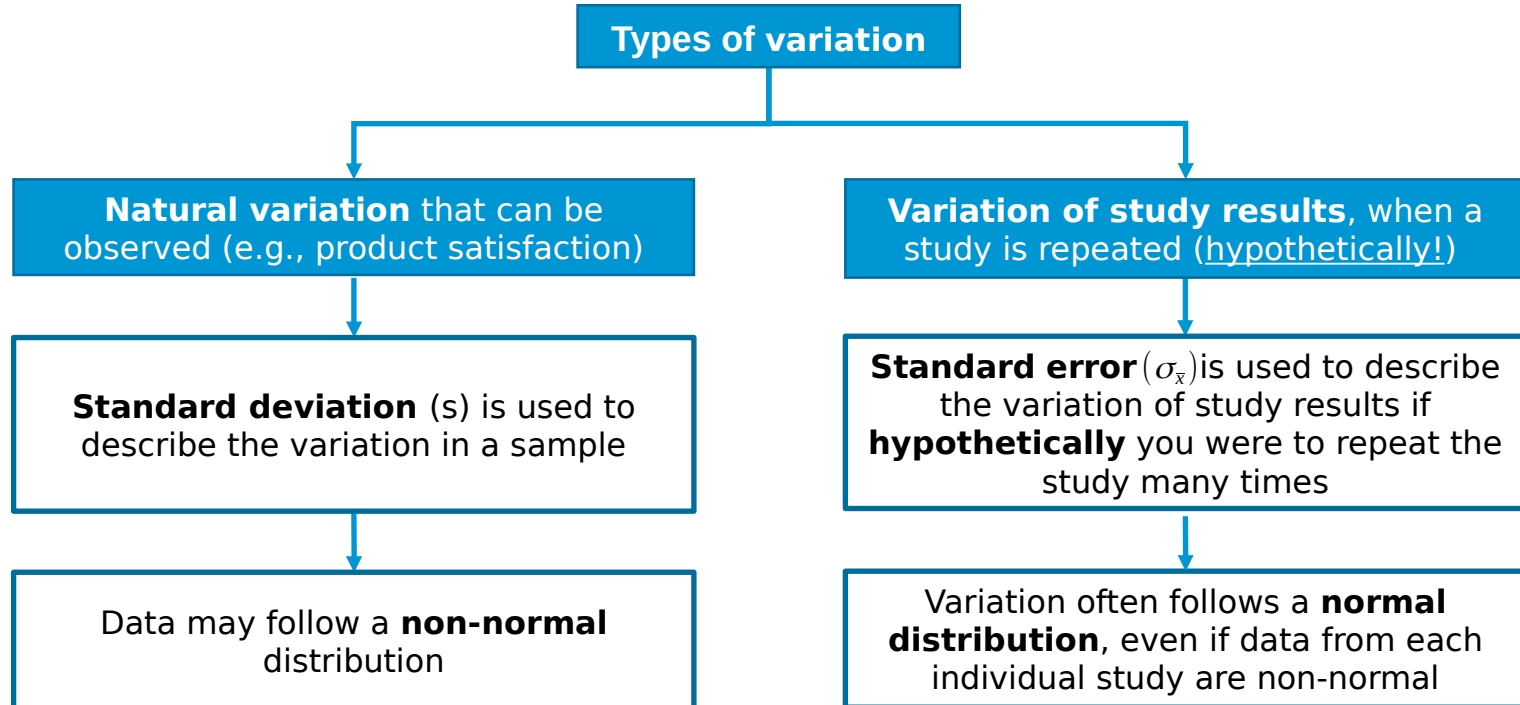 Types of variation
Natural variation that can be
observed (e.g., product satisfaction)
Standard deviation (s) is used to
describe the variation in a sample
Data may follow a non-normal
distribution
Variation of study results, when a
study is repeated (hypothetically!)
Standard error (σx̄) is used to describe
the variation of study results if
hypothetically you were to repeat the
study many times
Variation often follows a normal
distribution, even if data from each
individual study are non-normal